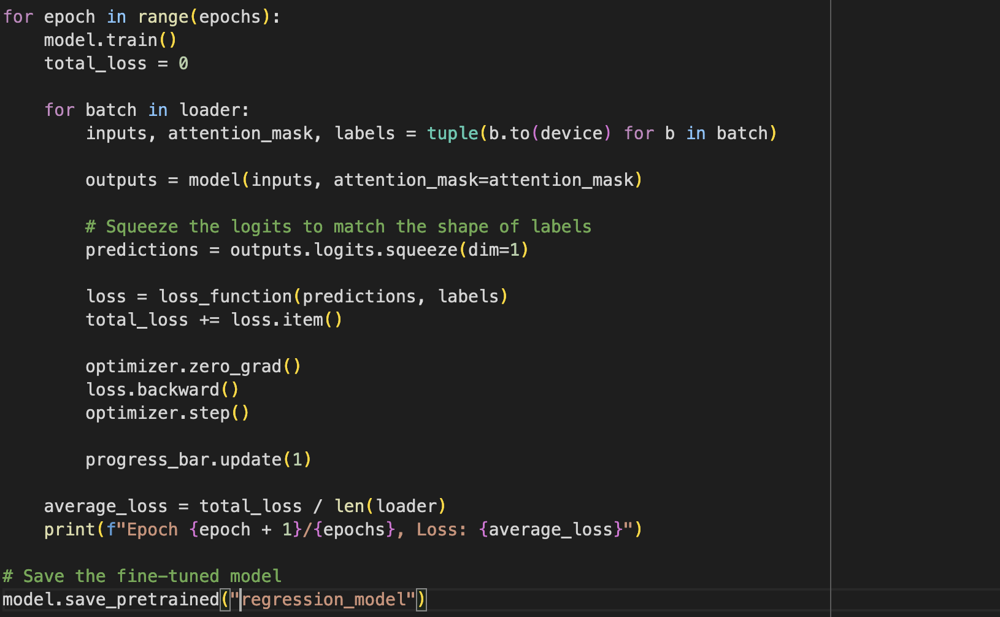 for epoch in range(epochs):
    model.train()
    total_loss = 0

    for batch in loader:
        inputs, attention_mask, labels = tuple(b.to(device) for b in batch)

        outputs = model(inputs, attention_mask=attention_mask)

        # Squeeze the logits to match the shape of labels
        predictions = outputs.logits.squeeze(dim=1)

        loss = loss_function(predictions, labels)
        total_loss += loss.item()

        optimizer.zero_grad()
        loss.backward()
        optimizer.step()

        progress_bar.update(1)

    average_loss = total_loss / len(loader)
    print(f"Epoch {epoch + 1}/{epochs}, Loss: {average_loss}")

# Save the fine-tuned model
model.save_pretrained("regression_model")